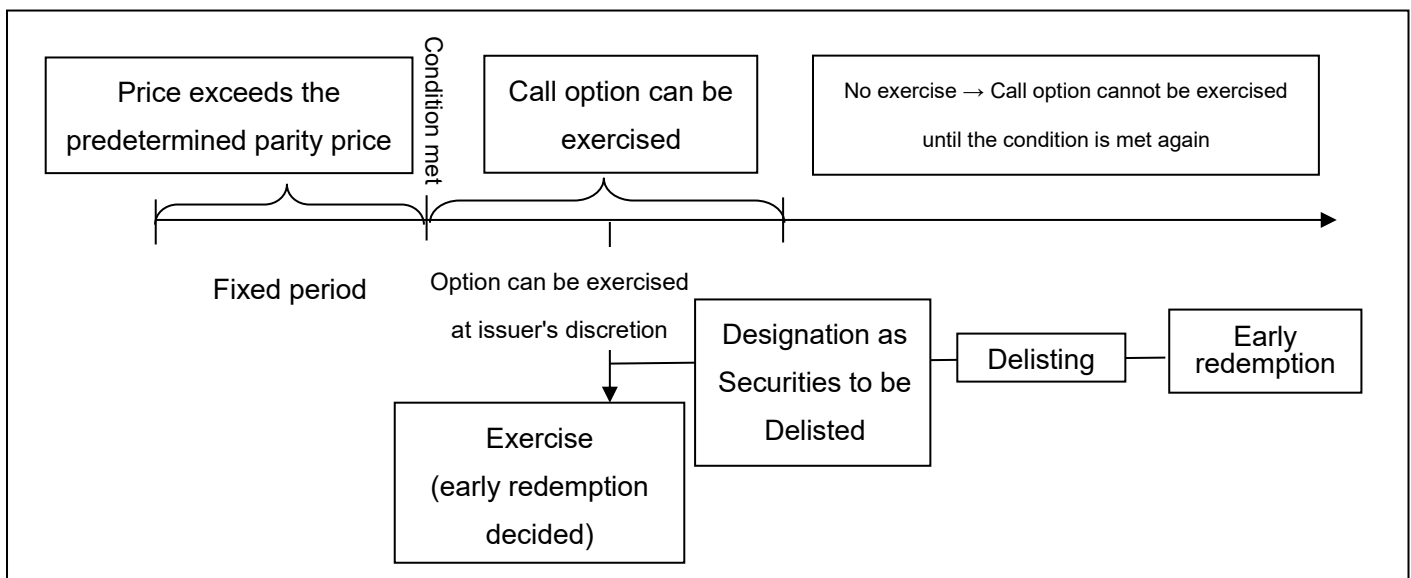 Price exceeds the
predetermined parity price
Condition met
Call option can be
exercised
No exercise → Call option cannot be exercised
until the condition is met again
Fixed period
Option can be exercised
at issuer's discretion
Designation as
Securities to be
Delisted
Delisting
Early
redemption
Exercise
(early redemption
decided)